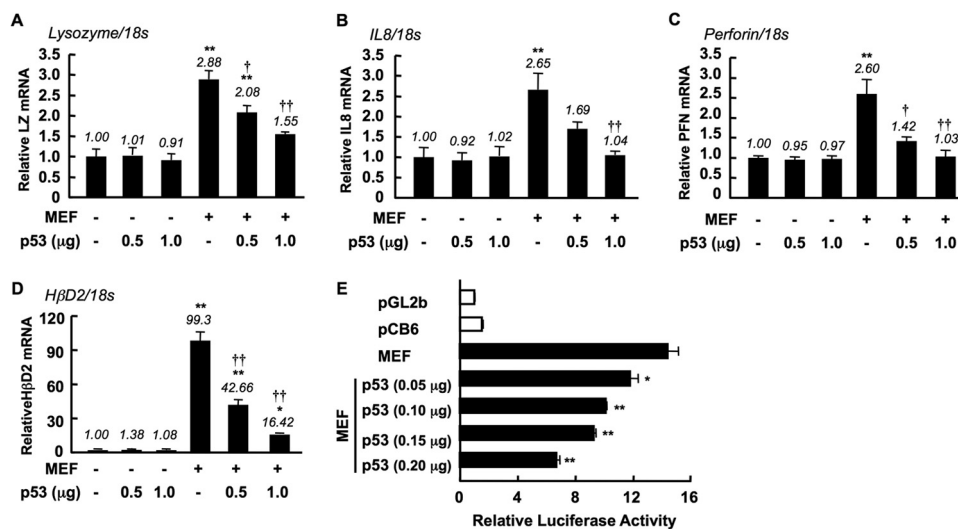 A
Lysozyme/18s
Relative LZ mRNA
3.5
3.0
2.5
2.0
1.5
1.0
0.5
0
1.00
1.01
0.91
**
2.88
†
**
2.08
††
1.55
MEF - - - + + +
p53 (μg) - 0.5 1.0 - 0.5 1.0
B
IL8/18s
Relative IL8 mRNA
3.5
3.0
2.5
2.0
1.5
1.0
0.5
0
1.00
0.92
1.02
**
2.65
1.69
††
1.04
MEF - - - + + +
p53 (μg) - 0.5 1.0 - 0.5 1.0
C
Perforin/18s
Relative PFN mRNA
3.5
3.0
2.5
2.0
1.5
1.0
0.5
0
1.00
0.95
0.97
**
2.60
†
1.42
††
1.03
MEF - - - + + +
p53 (μg) - 0.5 1.0 - 0.5 1.0
D
HβD2/18s
RelativeHβD2 mRNA
120
90
60
30
0
1.00
1.38
1.08
**
99.3
††
**
42.66
††
*
16.42
MEF - - - + + +
p53 (μg) - 0.5 1.0 - 0.5 1.0
E
pGL2b
pCB6
MEF
MEF
p53 (0.05 μg) *
p53 (0.10 μg) **
p53 (0.15 μg) **
p53 (0.20 μg) **
0 4 8 12 16
Relative Luciferase Activity